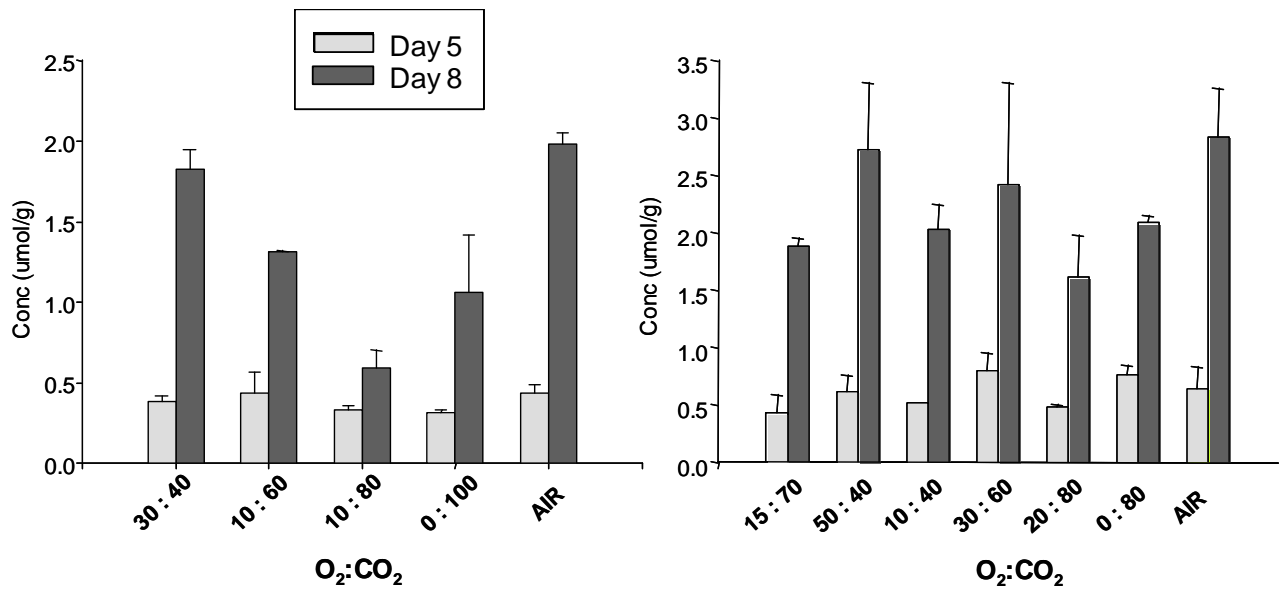 Day 5
Day 8
2.5
2.0
1.5
1.0
0.5
0.0
Conc (umol/g)
30 : 40
10 : 60
10 : 80
0 : 100
AIR
O₂:CO₂
3.5
3.0
2.5
2.0
1.5
1.0
0.5
0.0
Conc (umol/g)
15 : 70
50 : 40
10 : 40
30 : 60
20 : 80
0 : 80
AIR
O₂:CO₂